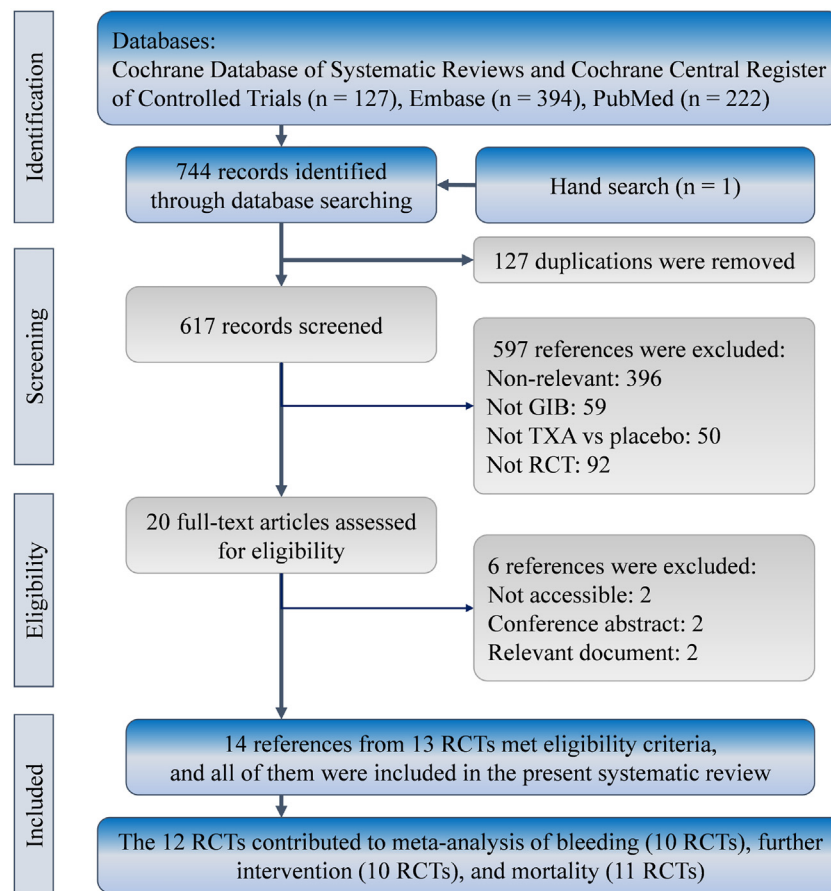 Identification
Databases:
Cochrane Database of Systematic Reviews and Cochrane Central Register
of Controlled Trials (n = 127), Embase (n = 394), PubMed (n = 222)
744 records identified
through database searching
Hand search (n = 1)
Screening
127 duplications were removed
617 records screened
597 references were excluded:
Non-relevant: 396
Not GIB: 59
Not TXA vs placebo: 50
Not RCT: 92
Eligibility
20 full-text articles assessed
for eligibility
6 references were excluded:
Not accessible: 2
Conference abstract: 2
Relevant document: 2
Included
14 references from 13 RCTs met eligibility criteria,
and all of them were included in the present systematic review
The 12 RCTs contributed to meta-analysis of bleeding (10 RCTs), further
intervention (10 RCTs), and mortality (11 RCTs)